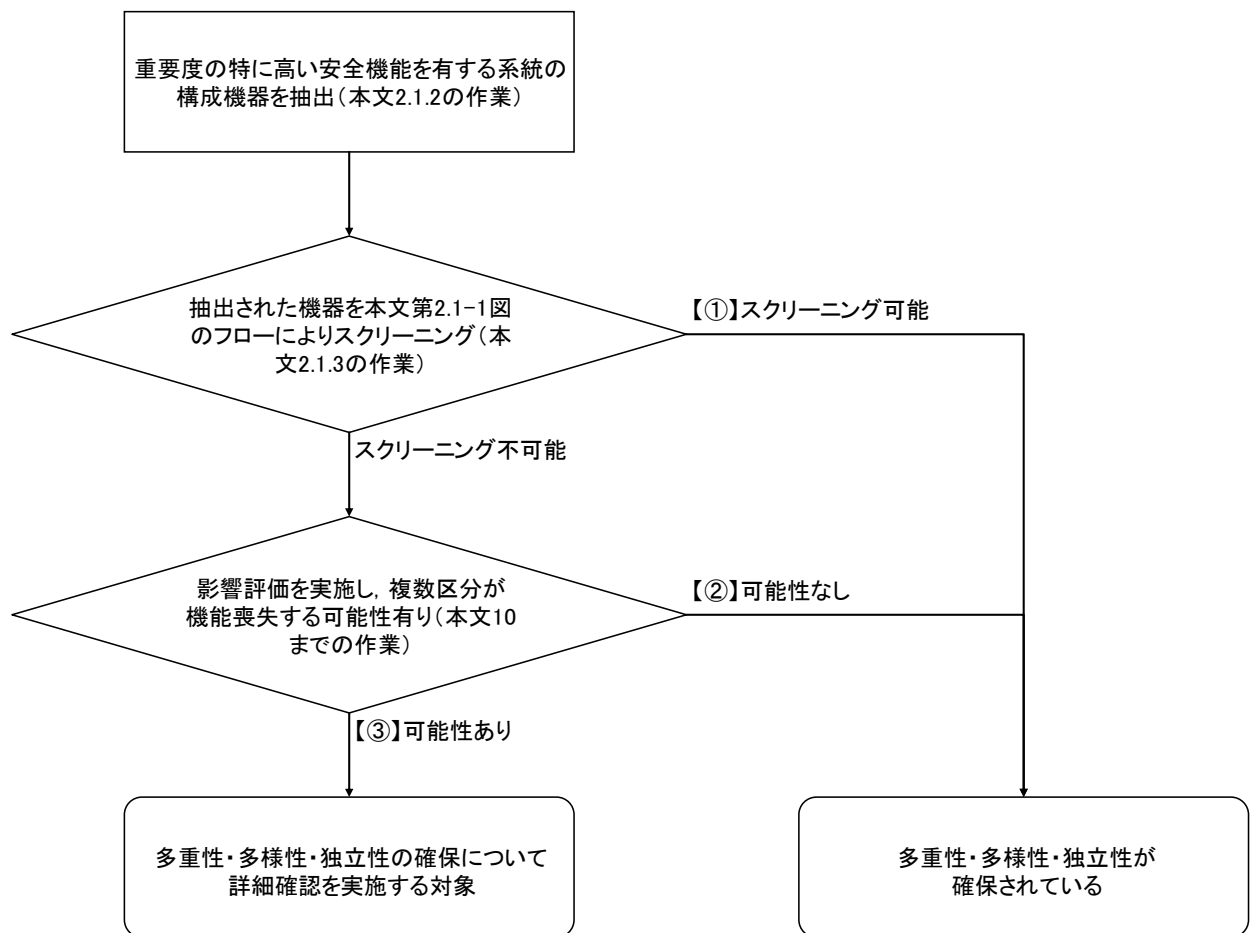 重要度の特に高い安全機能を有する系統の
構成機器を抽出（本文2.1.2の作業）
抽出された機器を本文第2.1-1図
のフローによりスクリーニング（本
文2.1.3の作業）
【①】スクリーニング可能
スクリーニング不可能
影響評価を実施し，複数区分が
機能喪失する可能性有り（本文10
までの作業）
【②】可能性なし
【③】可能性あり
多重性・多様性・独立性の確保について
詳細確認を実施する対象
多重性・多様性・独立性が
確保されている